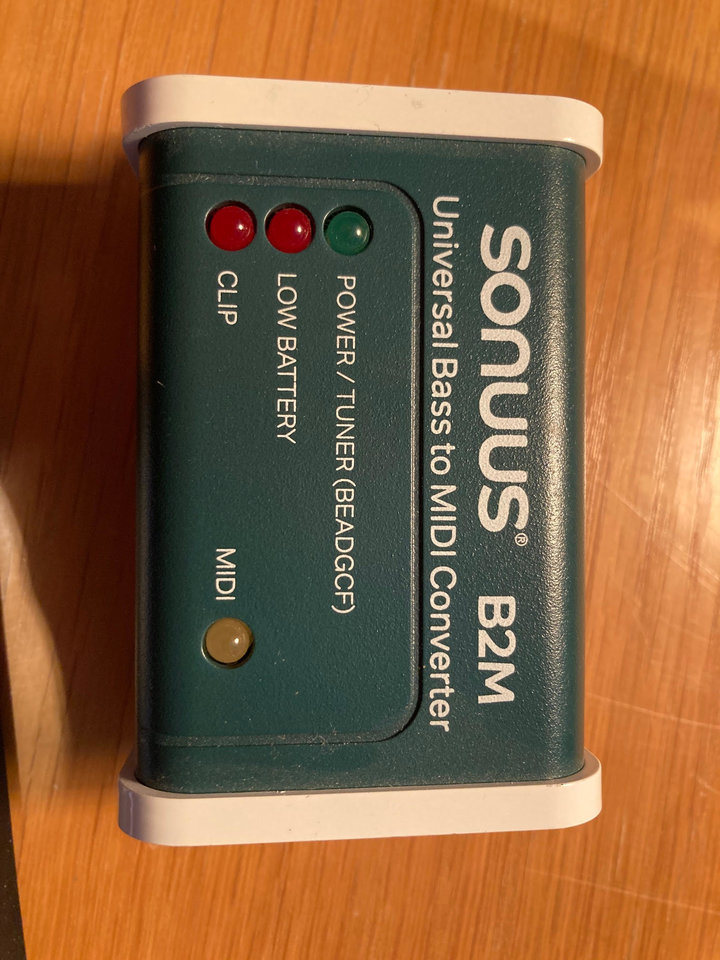 sonuus® B2M
Universal Bass to MIDI Converter
POWER / TUNER (BEADGCF)
LOW BATTERY
CLIP
MIDI